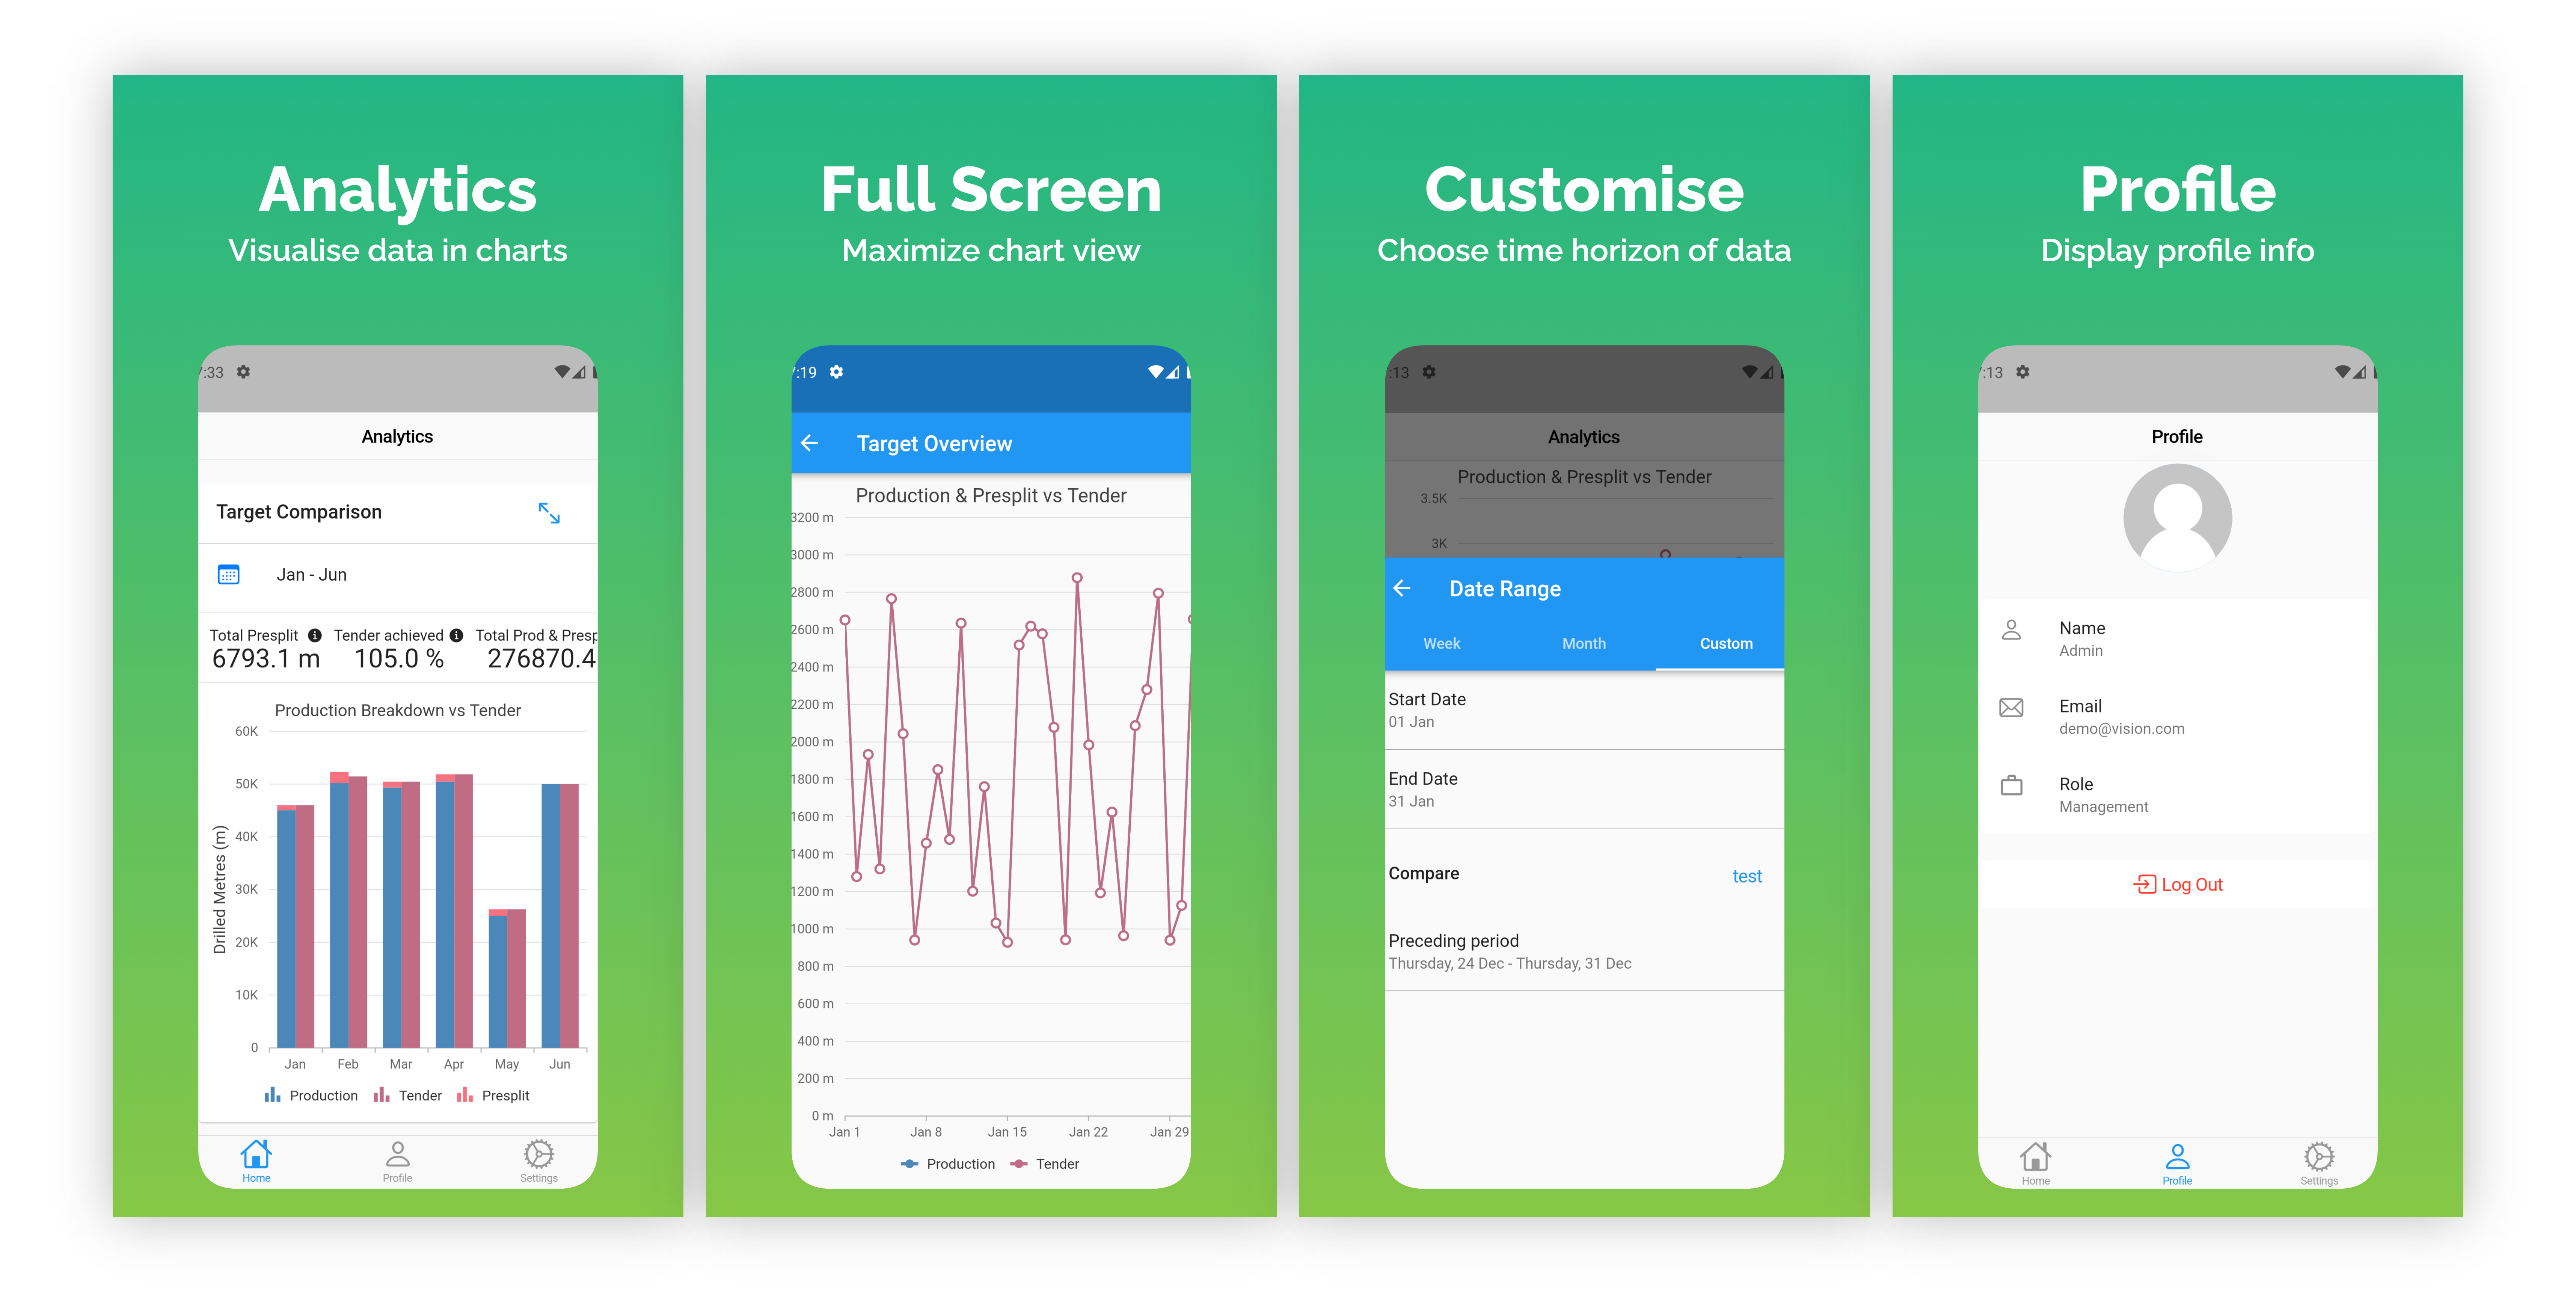 Analytics
Visualise data in charts
:33
Analytics
Target Comparison
Jan - Jun
Total Presplit Tender achieved Total Prod & Presp
6793.1 m 105.0 % 276870.4
Production Breakdown vs Tender
Drilled Metres (m)
60K
50K
40K
30K
20K
10K
0
Jan Feb Mar Apr May Jun
Production Tender Presplit
Home Profile Settings
Full Screen
Maximize chart view
:19
Target Overview
Production & Presplit vs Tender
3200 m
3000 m
2800 m
2600 m
2400 m
2200 m
2000 m
1800 m
1600 m
1400 m
1200 m
1000 m
800 m
600 m
400 m
200 m
0 m
Jan 1 Jan 8 Jan 15 Jan 22 Jan 29
Production Tender
Customise
Choose time horizon of data
:13
Analytics
Production & Presplit vs Tender
3.5K
3K
Date Range
Week Month Custom
Start Date
01 Jan
End Date
31 Jan
Compare test
Preceding period
Thursday, 24 Dec - Thursday, 31 Dec
Profile
Display profile info
:13
Profile
Name
Admin
Email
demo@vision.com
Role
Management
Log Out
Home Profile Settings